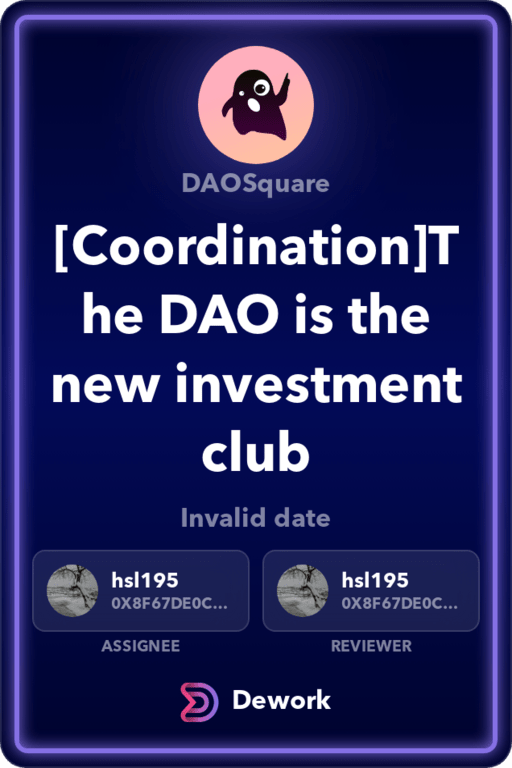 DAOSquare
[Coordination]T
he DAO is the
new investment
club
Invalid date
hsl195
0X8F67DE0C...
ASSIGNEE
hsl195
0X8F67DE0C...
REVIEWER
Dework